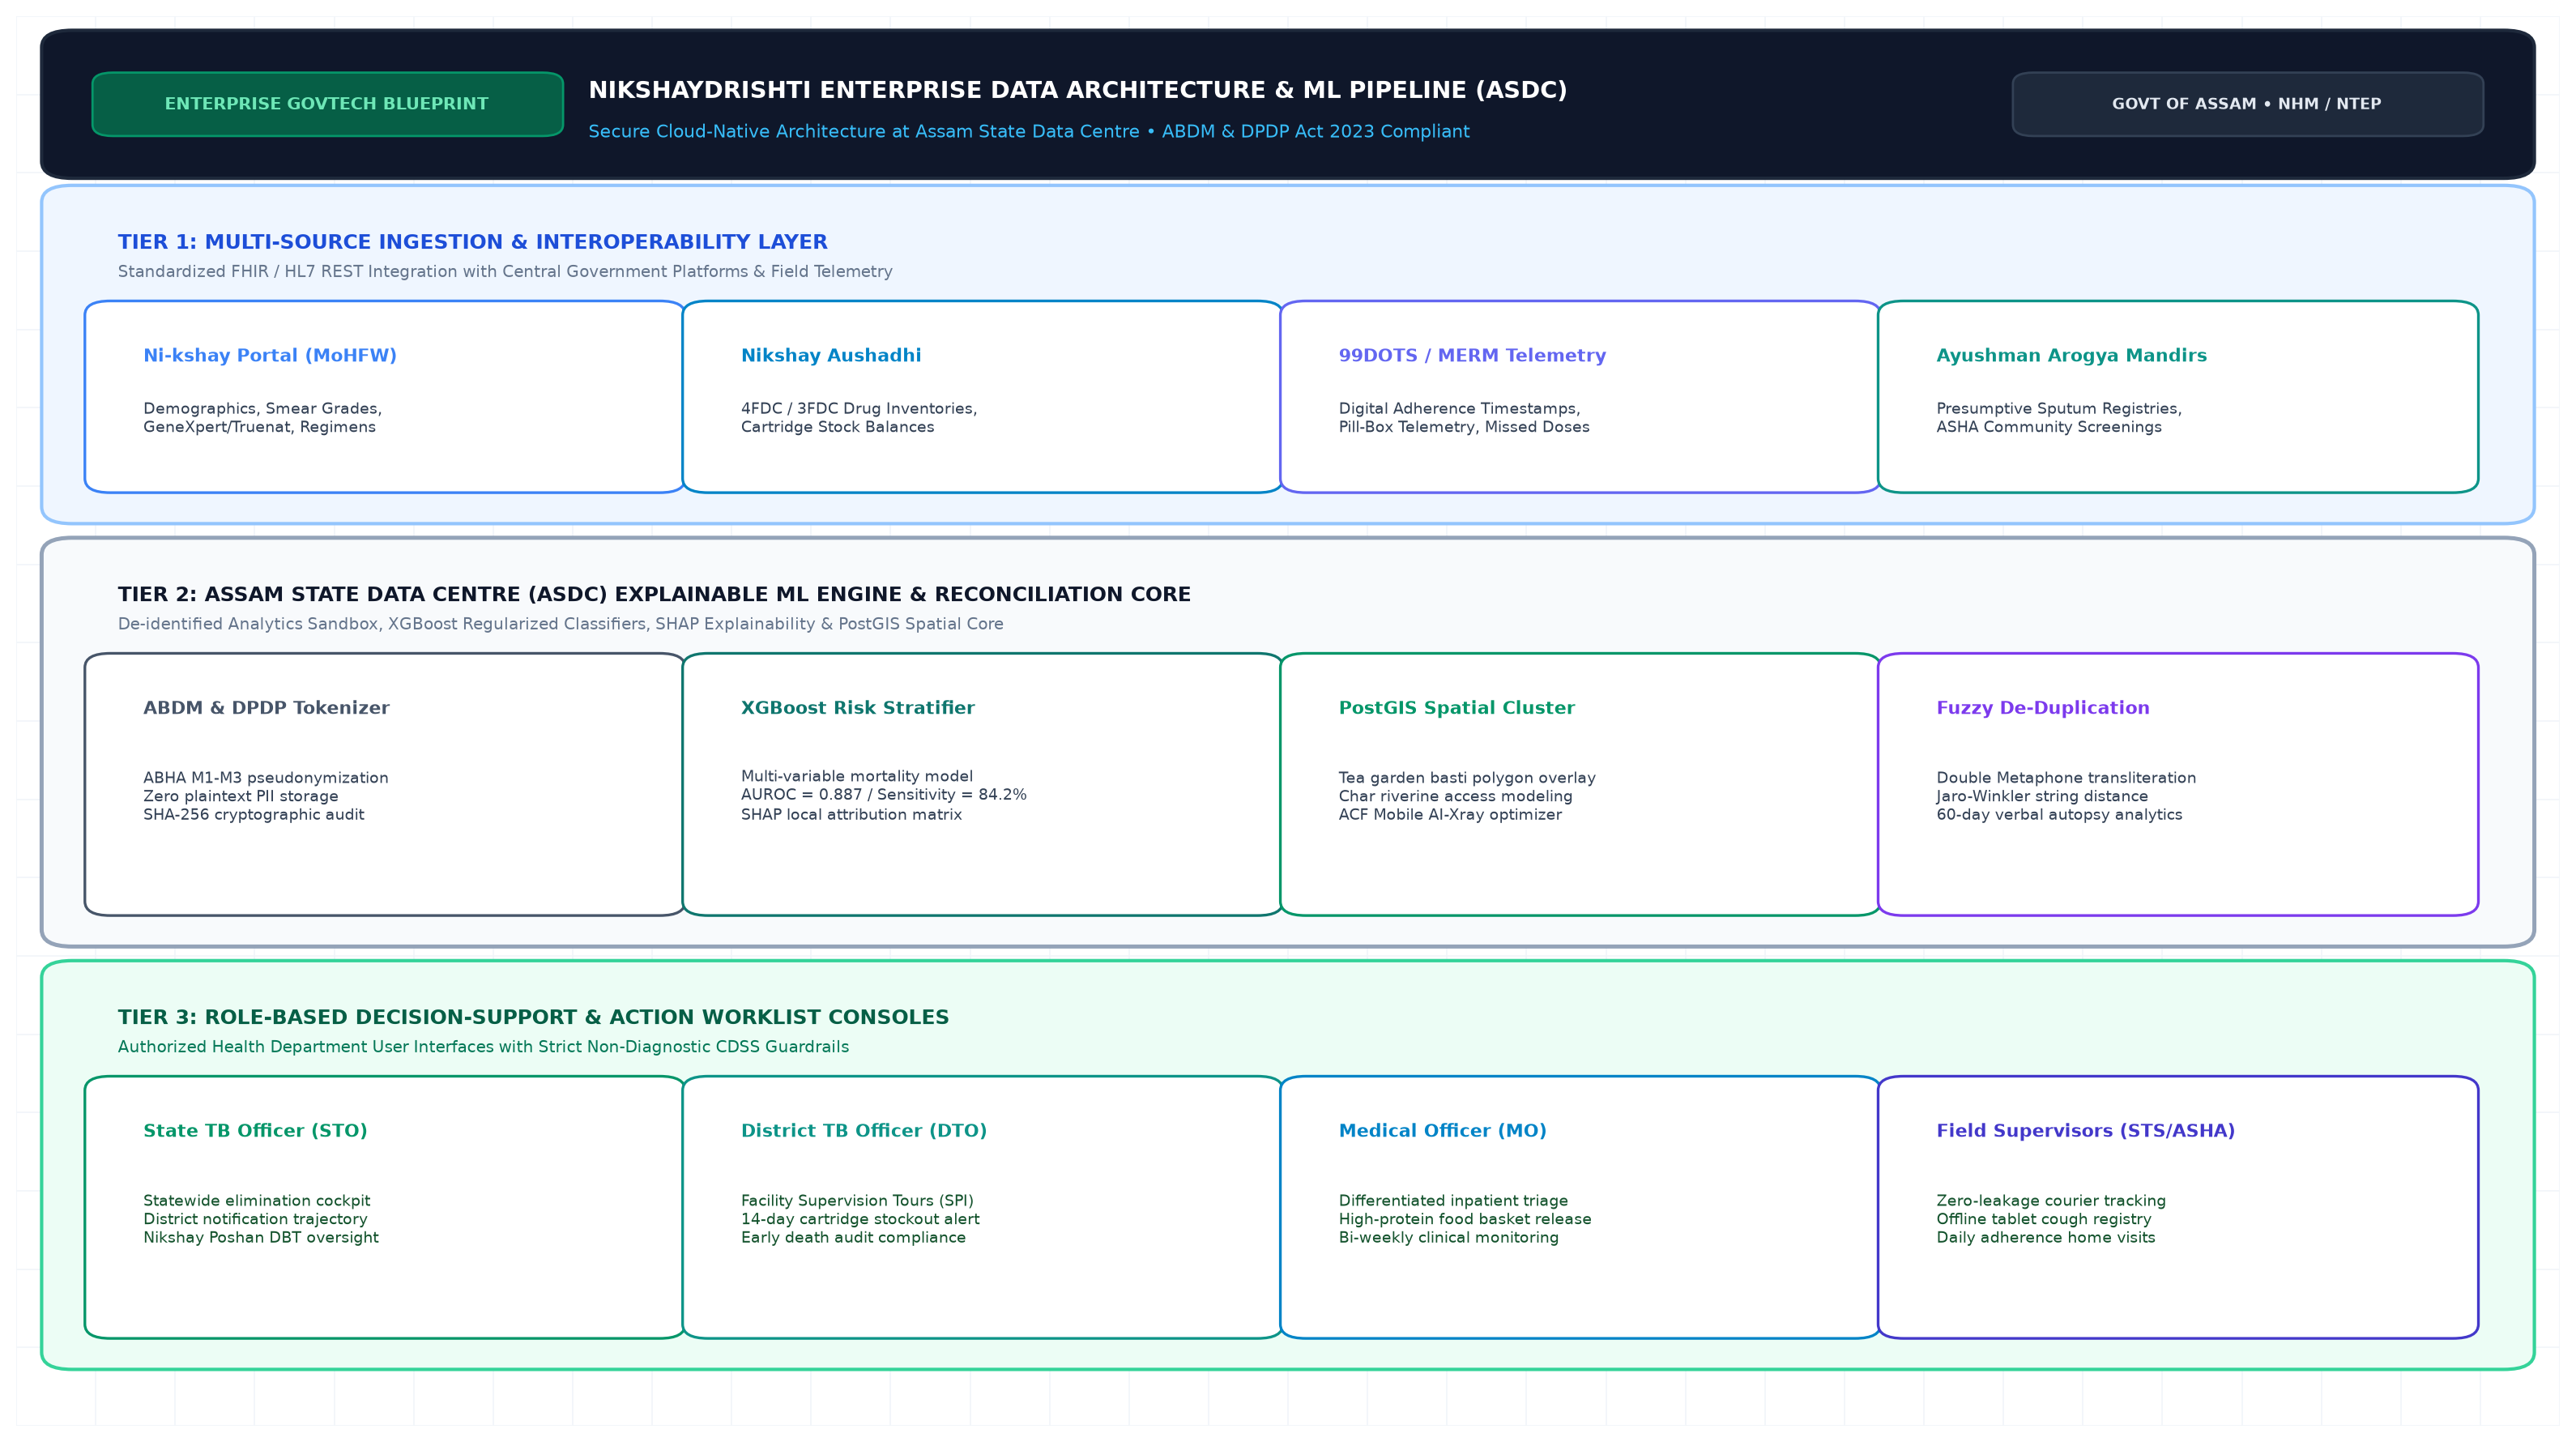 ENTERPRISE GOVTECH BLUEPRINT
NIKSHAYDRISHTI ENTERPRISE DATA ARCHITECTURE & ML PIPELINE (ASDC)
Secure Cloud-Native Architecture at Assam State Data Centre • ABDM & DPDP Act 2023 Compliant
GOVT OF ASSAM • NHM / NTEP
TIER 1: MULTI-SOURCE INGESTION & INTEROPERABILITY LAYER
Standardized FHIR / HL7 REST Integration with Central Government Platforms & Field Telemetry
Ni-kshay Portal (MoHFW)
Demographics, Smear Grades,
GeneXpert/Truenat, Regimens
Nikshay Aushadhi
4FDC / 3FDC Drug Inventories,
Cartridge Stock Balances
99DOTS / MERM Telemetry
Digital Adherence Timestamps,
Pill-Box Telemetry, Missed Doses
Ayushman Arogya Mandirs
Presumptive Sputum Registries,
ASHA Community Screenings
TIER 2: ASSAM STATE DATA CENTRE (ASDC) EXPLAINABLE ML ENGINE & RECONCILIATION CORE
De-identified Analytics Sandbox, XGBoost Regularized Classifiers, SHAP Explainability & PostGIS Spatial Core
ABDM & DPDP Tokenizer
ABHA M1-M3 pseudonymization
Zero plaintext PII storage
SHA-256 cryptographic audit
XGBoost Risk Stratifier
Multi-variable mortality model
AUROC = 0.887 / Sensitivity = 84.2%
SHAP local attribution matrix
PostGIS Spatial Cluster
Tea garden basti polygon overlay
Char riverine access modeling
ACF Mobile AI-Xray optimizer
Fuzzy De-Duplication
Double Metaphone transliteration
Jaro-Winkler string distance
60-day verbal autopsy analytics
TIER 3: ROLE-BASED DECISION-SUPPORT & ACTION WORKLIST CONSOLES
Authorized Health Department User Interfaces with Strict Non-Diagnostic CDSS Guardrails
State TB Officer (STO)
Statewide elimination cockpit
District notification trajectory
Nikshay Poshan DBT oversight
District TB Officer (DTO)
Facility Supervision Tours (SPI)
14-day cartridge stockout alert
Early death audit compliance
Medical Officer (MO)
Differentiated inpatient triage
High-protein food basket release
Bi-weekly clinical monitoring
Field Supervisors (STS/ASHA)
Zero-leakage courier tracking
Offline tablet cough registry
Daily adherence home visits